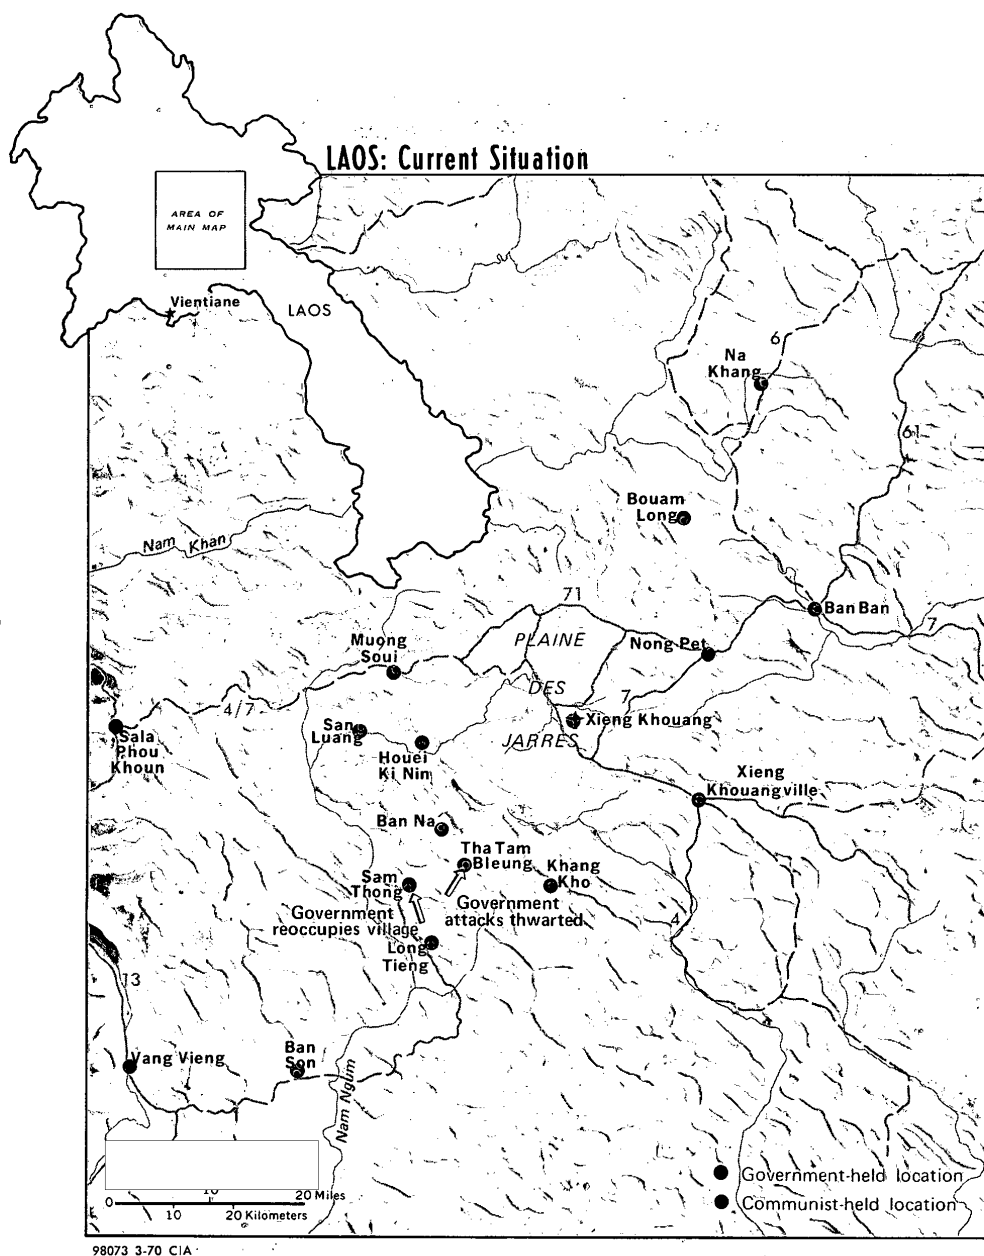 LAOS: Current Situation
AREA OF
MAIN MAP
Vientiane
LAOS
6
Na
Khang
61
Bouam
Long
Nam Khan
71
Ban Ban
7
PLAINE
Muong
Soui
Nong Pet
DES
7
4/7
Xieng Khouang
San
Luang
Sala
Phou
Khoun
JARRES
Houei
Ki Nin
Xieng
Khouangville
Ban Na
Tha Tam
Bleung
Khang
Kho
Sam
Thong
Government
reoccupies village
Government
attacks thwarted
4
Long
Tieng
13
Vang Vieng
Ban
Son
Nam Ngum
Government-held location
Communist-held location
0 10 20 Miles
10 20 Kilometers
98073 3-70 CIA